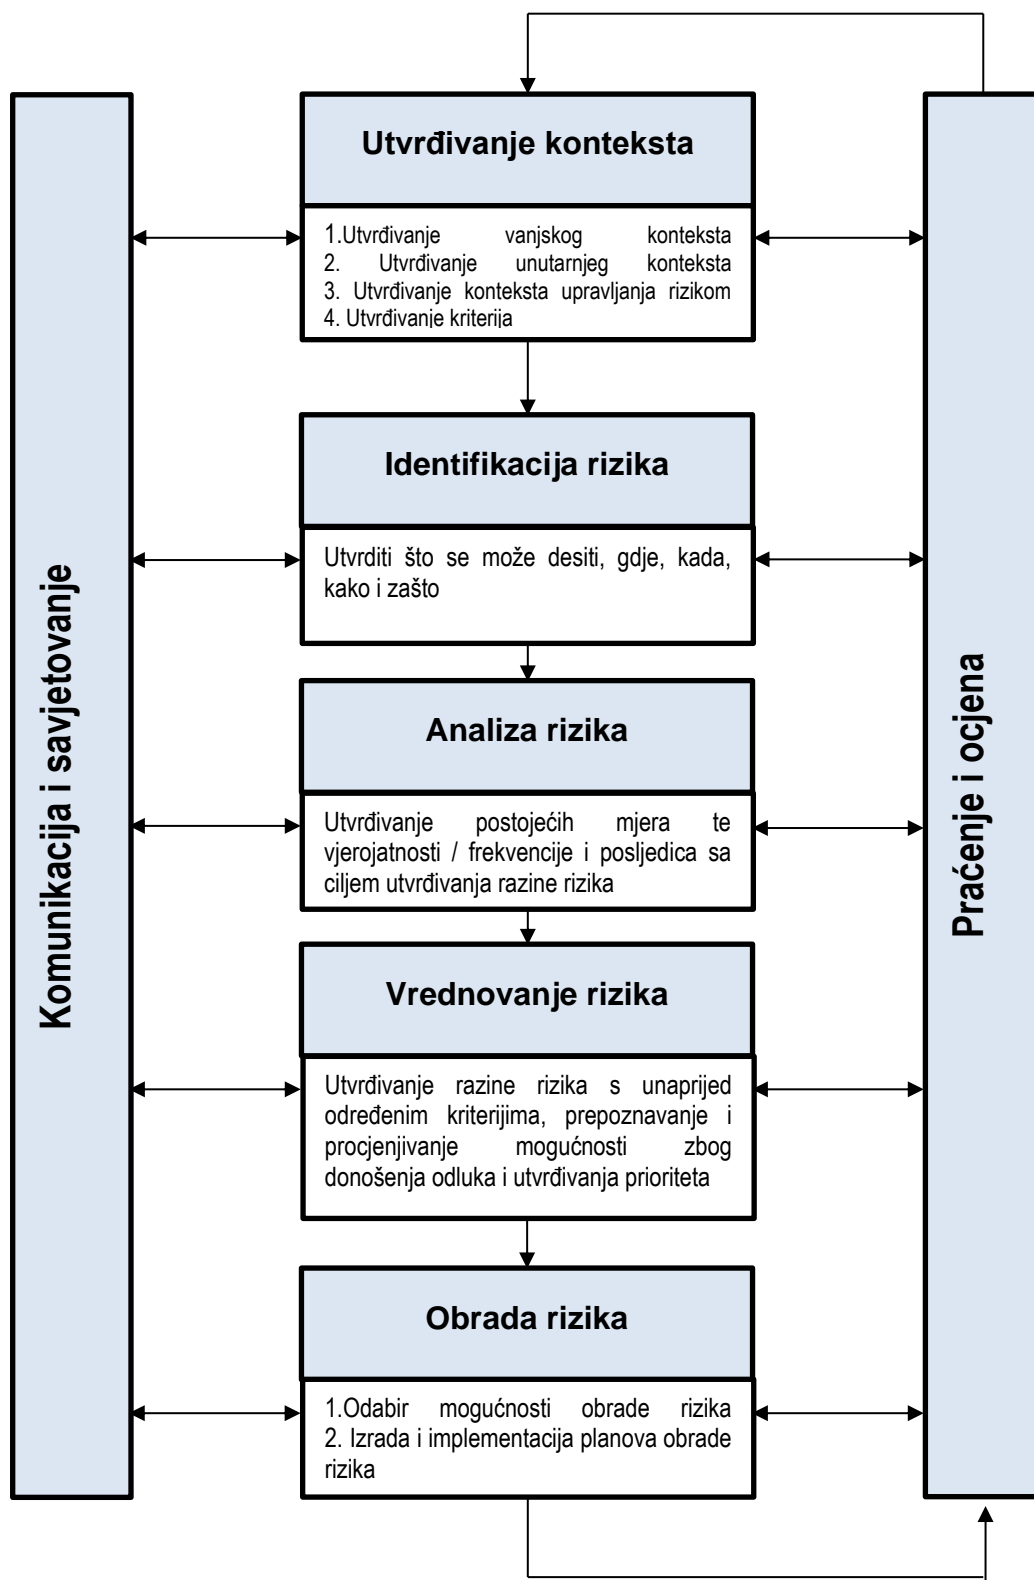 Utvrđivanje konteksta
1.Utvrđivanje vanjskog konteksta
2. Utvrđivanje unutarnjeg konteksta
3. Utvrđivanje konteksta upravljanja rizikom
4. Utvrđivanje kriterija
Identifikacija rizika
Utvrditi što se može desiti, gdje, kada,
kako i zašto
Analiza rizika
Utvrđivanje postojećih mjera te
vjerojatnosti / frekvencije i posljedica sa
ciljem utvrđivanja razine rizika
Vrednovanje rizika
Utvrđivanje razine rizika s unaprijed
određenim kriterijima, prepoznavanje i
procjenjivanje mogućnosti zbog
donošenja odluka i utvrđivanja prioriteta
Obrada rizika
1.Odabir mogućnosti obrade rizika
2. Izrada i implementacija planova obrade
rizika
Komunikacija i savjetovanje
Praćenje i ocjena